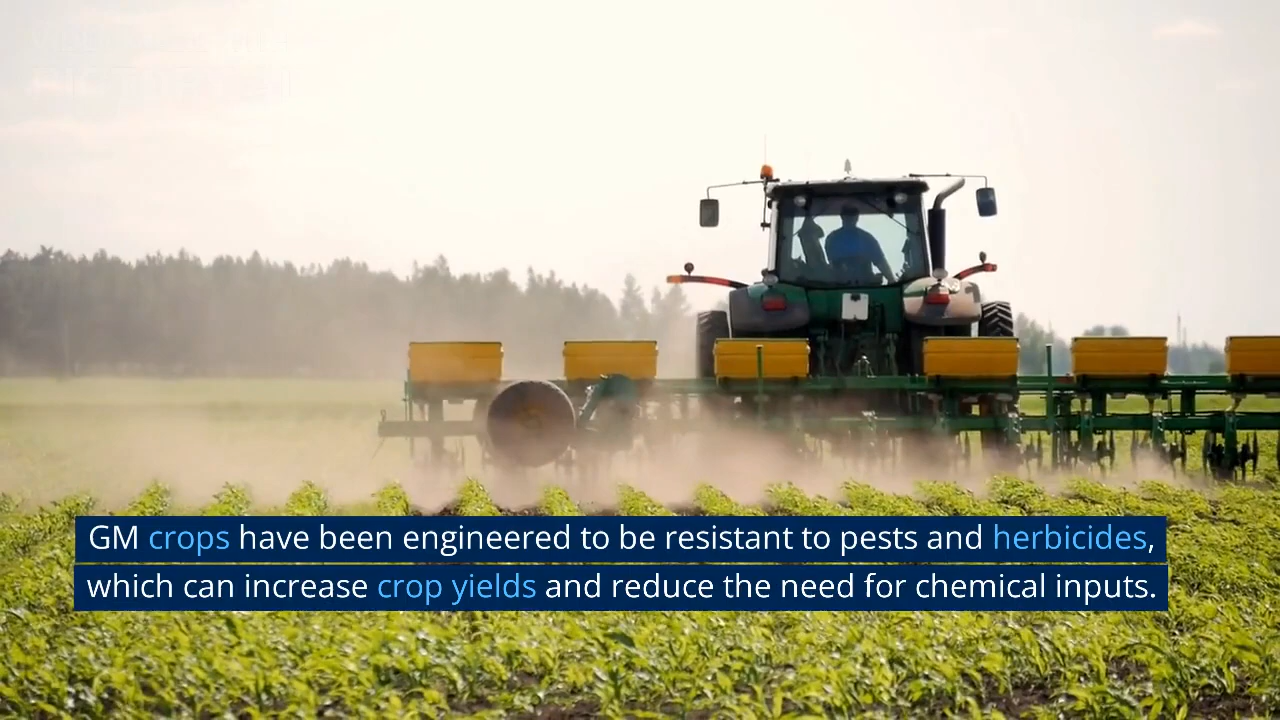 GM crops have been engineered to be resistant to pests and herbicides,
which can increase crop yields and reduce the need for chemical inputs.